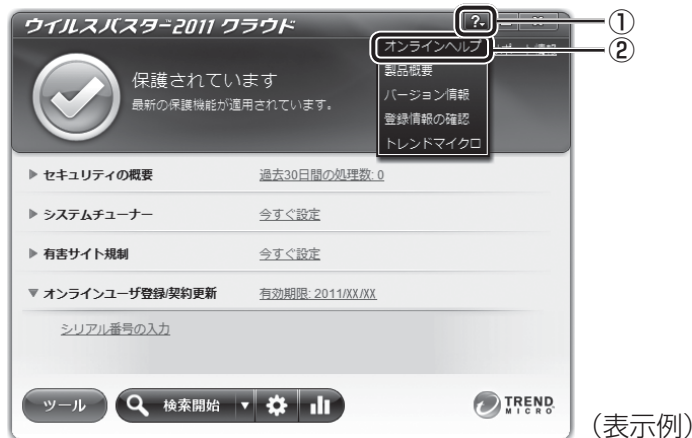 ウイルスバスター2011 クラウド
?
①
オンラインヘルプ
②
保護されています
製品概要
最新の保護機能が適用されています。
バージョン情報
登録情報の確認
トレンドマイクロ
セキュリティの概要 過去30日間の処理数: 0
システムチューナー 今すぐ設定
有害サイト規制 今すぐ設定
オンラインユーザ登録/契約更新 有効期限: 2011/XX/XX
シリアル番号の入力
ツール 検索開始 TREND MICRO
（表示例）